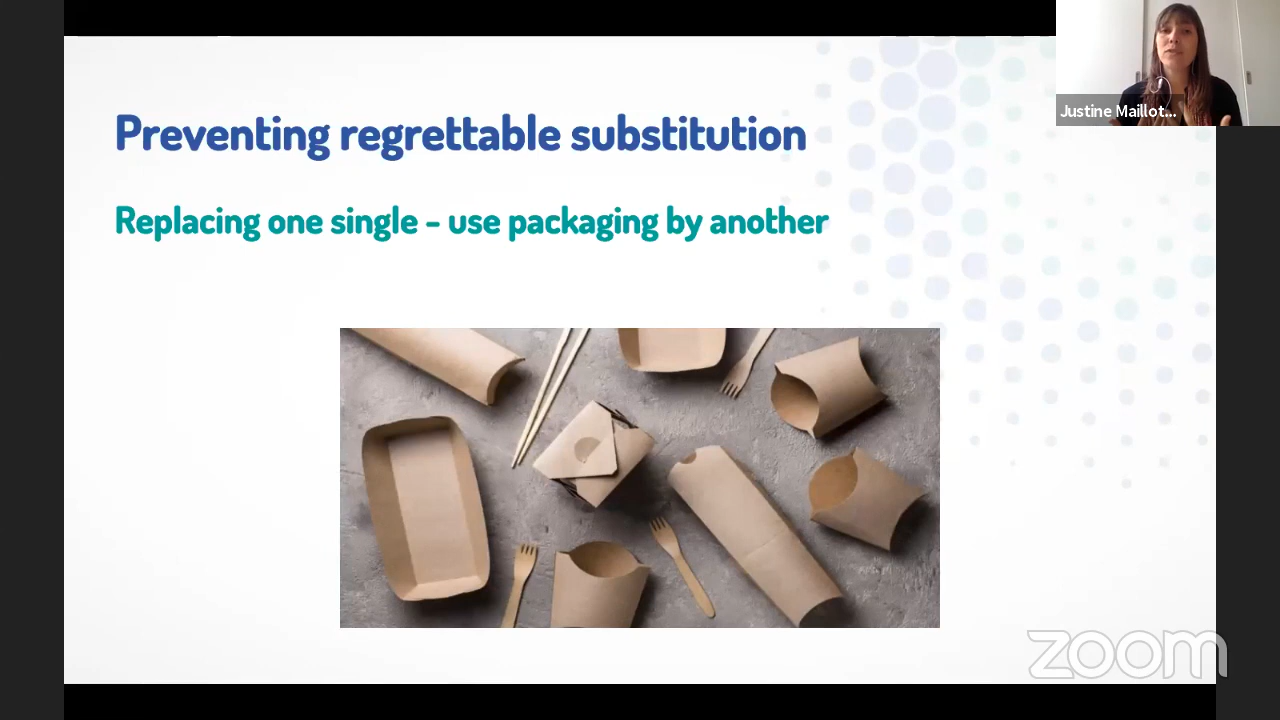 Preventing regrettable substitution
Replacing one single - use packaging by another
Justine Maillot...
zoom